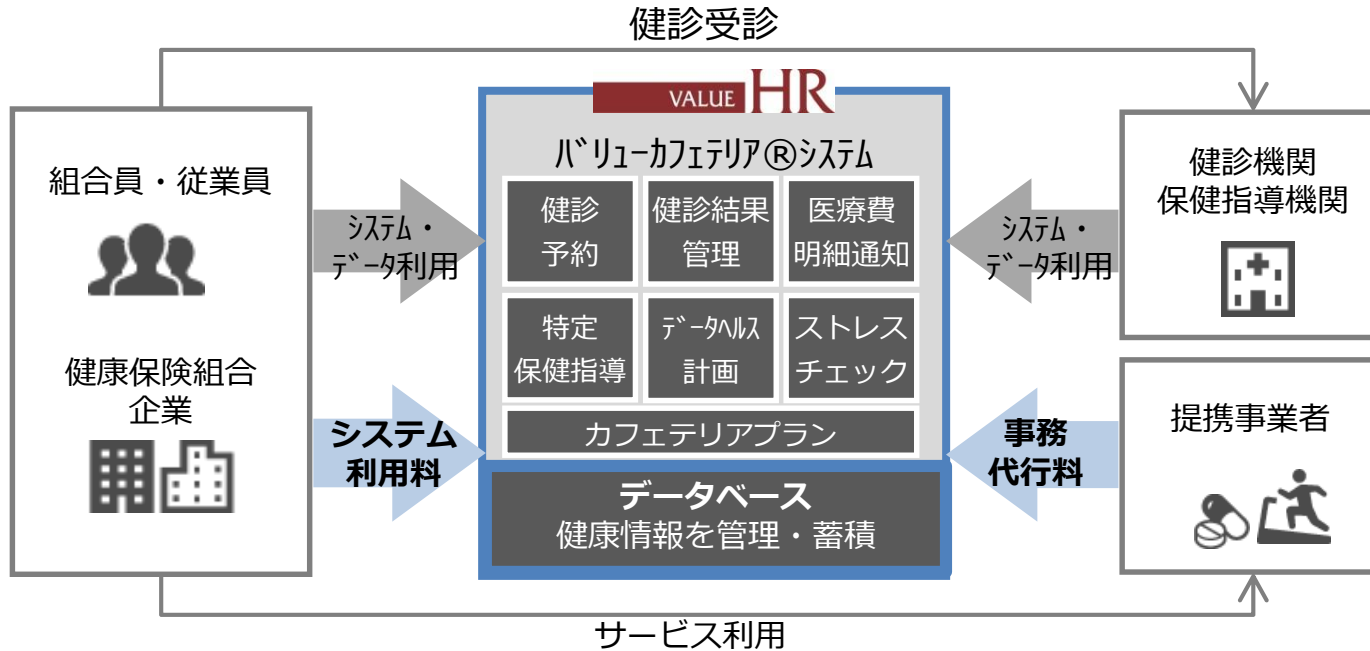 健診受診
組合員・従業員
健康保険組合
企業
システム・
データ利用
システム
利用料
VALUE HR
バリューカフェテリア®システム
健診
予約
健診結果
管理
医療費
明細通知
特定
保健指導
データヘルス
計画
ストレス
チェック
カフェテリアプラン
データベース
健康情報を管理・蓄積
システム・
データ利用
事務
代行料
健診機関
保健指導機関
提携事業者
サービス利用